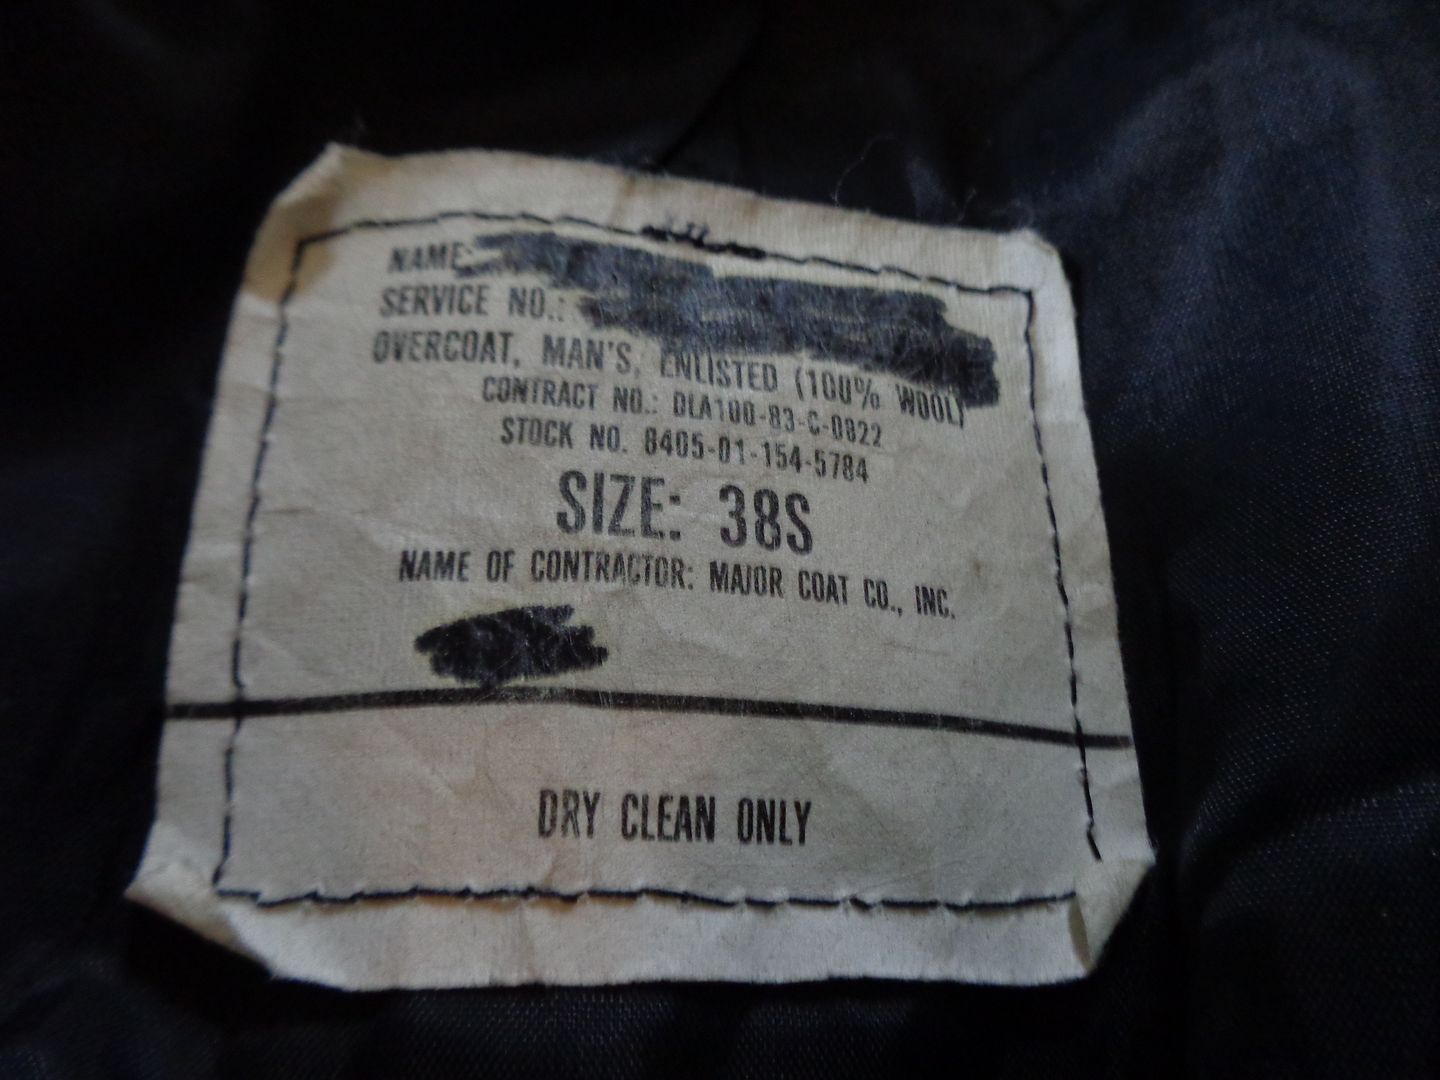 NAME:
SERVICE NO.:
OVERCOAT, MAN'S, ENLISTED (100% WOOL)
CONTRACT NO.: DLA100-83-C-0822
STOCK NO. 8405-01-154-5784
SIZE: 38S
NAME OF CONTRACTOR: MAJOR COAT CO., INC.
DRY CLEAN ONLY